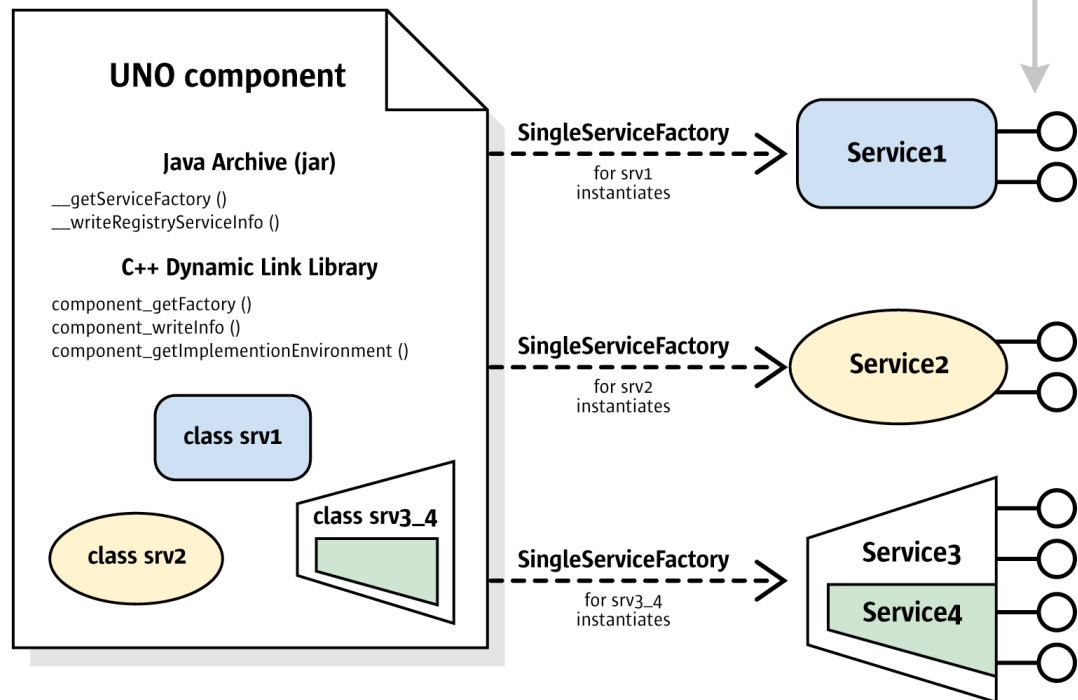 UNO component
Java Archive (jar)
__getServiceFactory ()
__writeRegistryServiceInfo ()
C++ Dynamic Link Library
component_getFactory ()
component_writeInfo ()
component_getImplementionEnvironment ()
class srv1
class srv2
class srv3_4
SingleServiceFactory
for srv1
instantiates
Service1
SingleServiceFactory
for srv2
instantiates
Service2
SingleServiceFactory
for srv3_4
instantiates
Service3
Service4